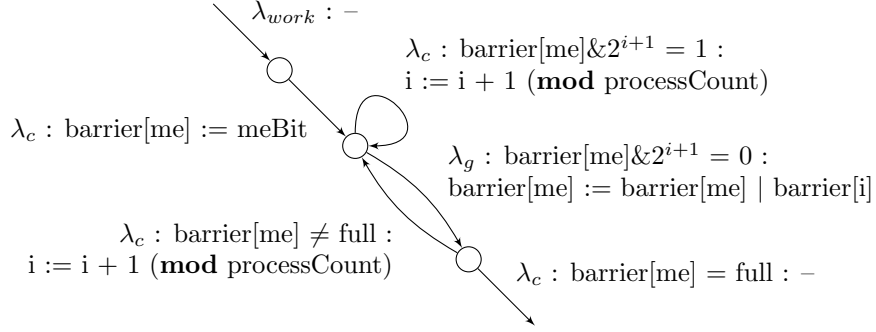 λ_work : –
λ_c : barrier[me]&2^{i+1} = 1 :
i := i + 1 (mod processCount)
λ_c : barrier[me] := meBit
λ_g : barrier[me]&2^{i+1} = 0 :
barrier[me] := barrier[me] | barrier[i]
λ_c : barrier[me] ≠ full :
i := i + 1 (mod processCount)
λ_c : barrier[me] = full : –